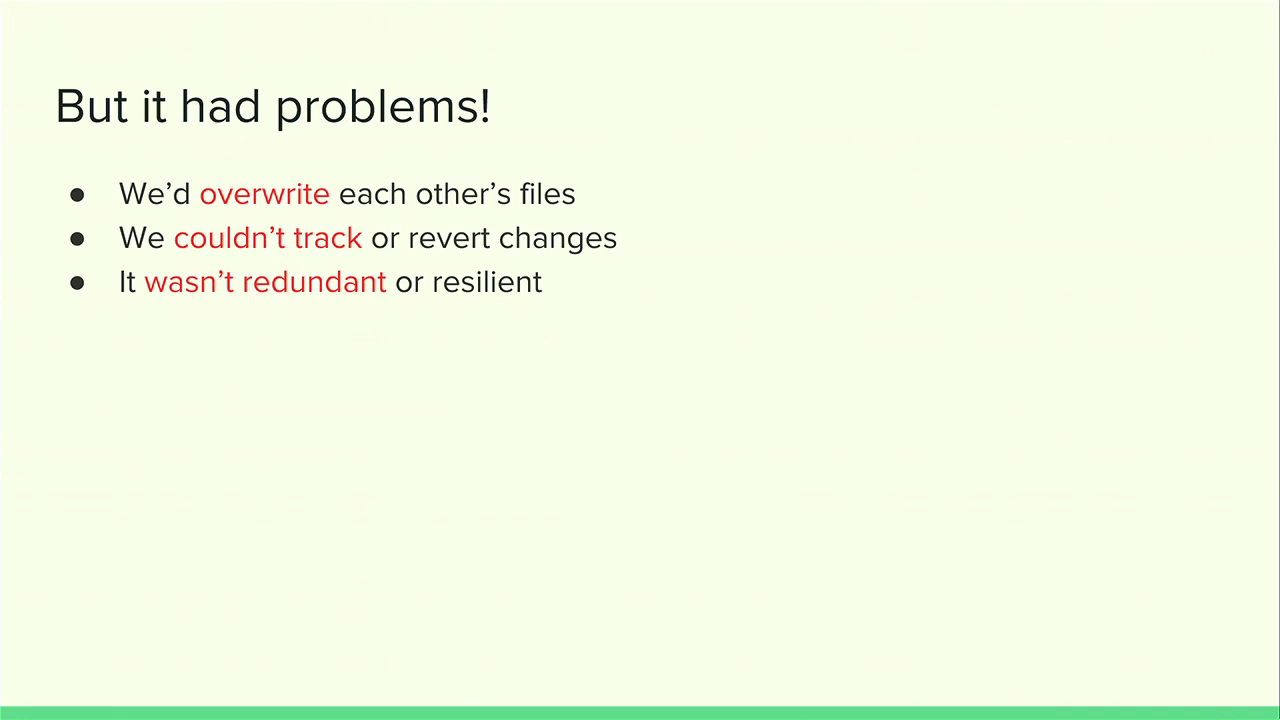 But it had problems!
● We’d overwrite each other’s files
● We couldn’t track or revert changes
● It wasn’t redundant or resilient